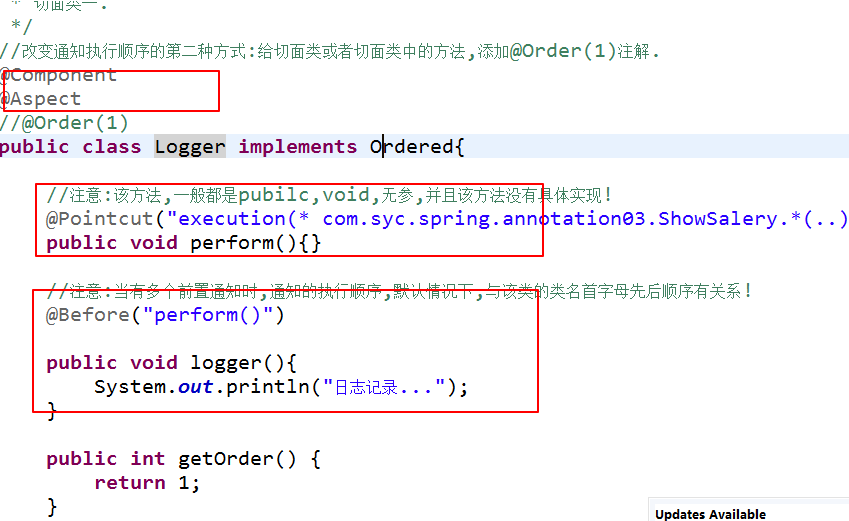 * 切面类一.
*/
//改变通知执行顺序的第二种方式:给切面类或者切面类中的方法,添加@Order(1)注解.
@Component
@Aspect
//@Order(1)
public class Logger implements Ordered{
//注意:该方法,一般都是pubilc,void,无参,并且该方法没有具体实现!
@Pointcut("execution(* com.syc.spring.annotation03.ShowSalery.*(..)
public void perform(){}
//注意:当有多个前置通知时,通知的执行顺序,默认情况下,与该类的类名首字母先后顺序有关系!
@Before("perform()")
public void logger(){
System.out.println("日志记录...");
}
public int getOrder() {
return 1;
}
Updates Available